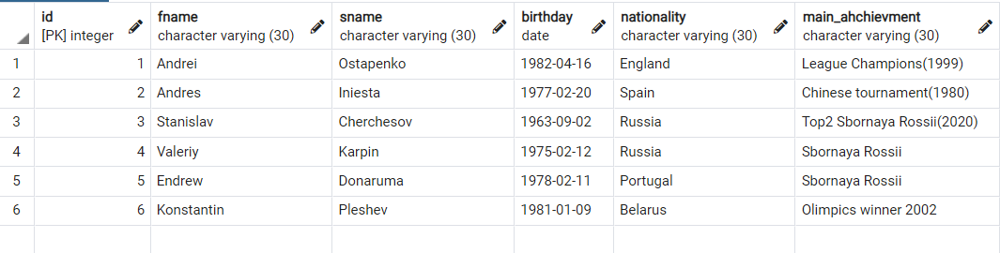 id fname sname birthday nationality main_ahchievment
[PK] integer character varying (30) character varying (30) date character varying (30) character varying (30)
1 1 Andrei Ostapenko 1982-04-16 England League Champions(1999)
2 2 Andres Iniesta 1977-02-20 Spain Chinese tournament(1980)
3 3 Stanislav Cherchesov 1963-09-02 Russia Top2 Sbornaya Rossii(2020)
4 4 Valeriy Karpin 1975-02-12 Russia Sbornaya Rossii
5 5 Endrew Donaruma 1978-02-11 Portugal Sbornaya Rossii
6 6 Konstantin Pleshev 1981-01-09 Belarus Olimpics winner 2002